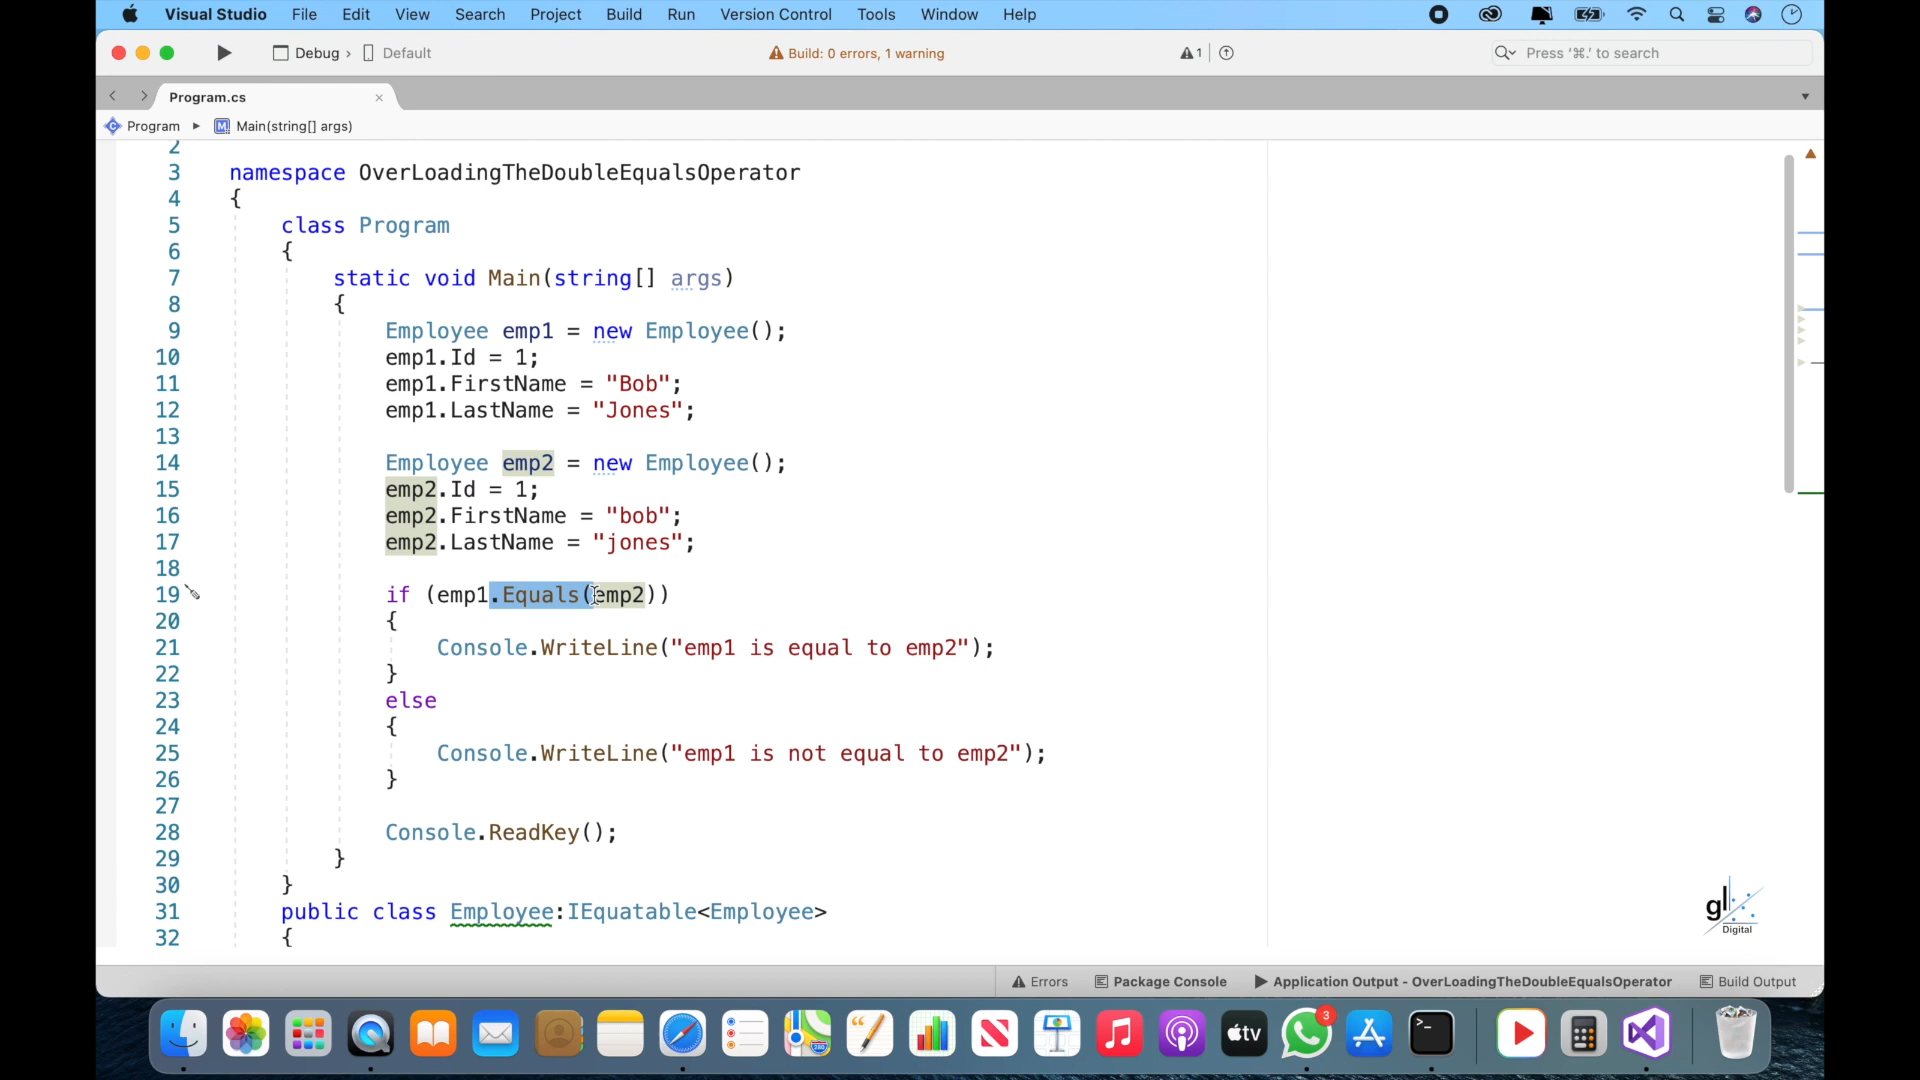 Visual Studio File Edit View Search Project Build Run Version Control Tools Window Help
Debug › Default Build: 0 errors, 1 warning 1 Press '⌘.' to search
Program.cs
Program Main(string[] args)
2
3 namespace OverLoadingTheDoubleEqualsOperator
4 {
5 class Program
6 {
7 static void Main(string[] args)
8 {
9 Employee emp1 = new Employee();
10 emp1.Id = 1;
11 emp1.FirstName = "Bob";
12 emp1.LastName = "Jones";
13
14 Employee emp2 = new Employee();
15 emp2.Id = 1;
16 emp2.FirstName = "bob";
17 emp2.LastName = "jones";
18
19 if (emp1.Equals(emp2))
20 {
21 Console.WriteLine("emp1 is equal to emp2");
22 }
23 else
24 {
25 Console.WriteLine("emp1 is not equal to emp2");
26 }
27
28 Console.ReadKey();
29 }
30 }
31 public class Employee:IEquatable<Employee>
32 {
gl
Digital
Errors Package Console Application Output - OverLoadingTheDoubleEqualsOperator Build Output
tv 3